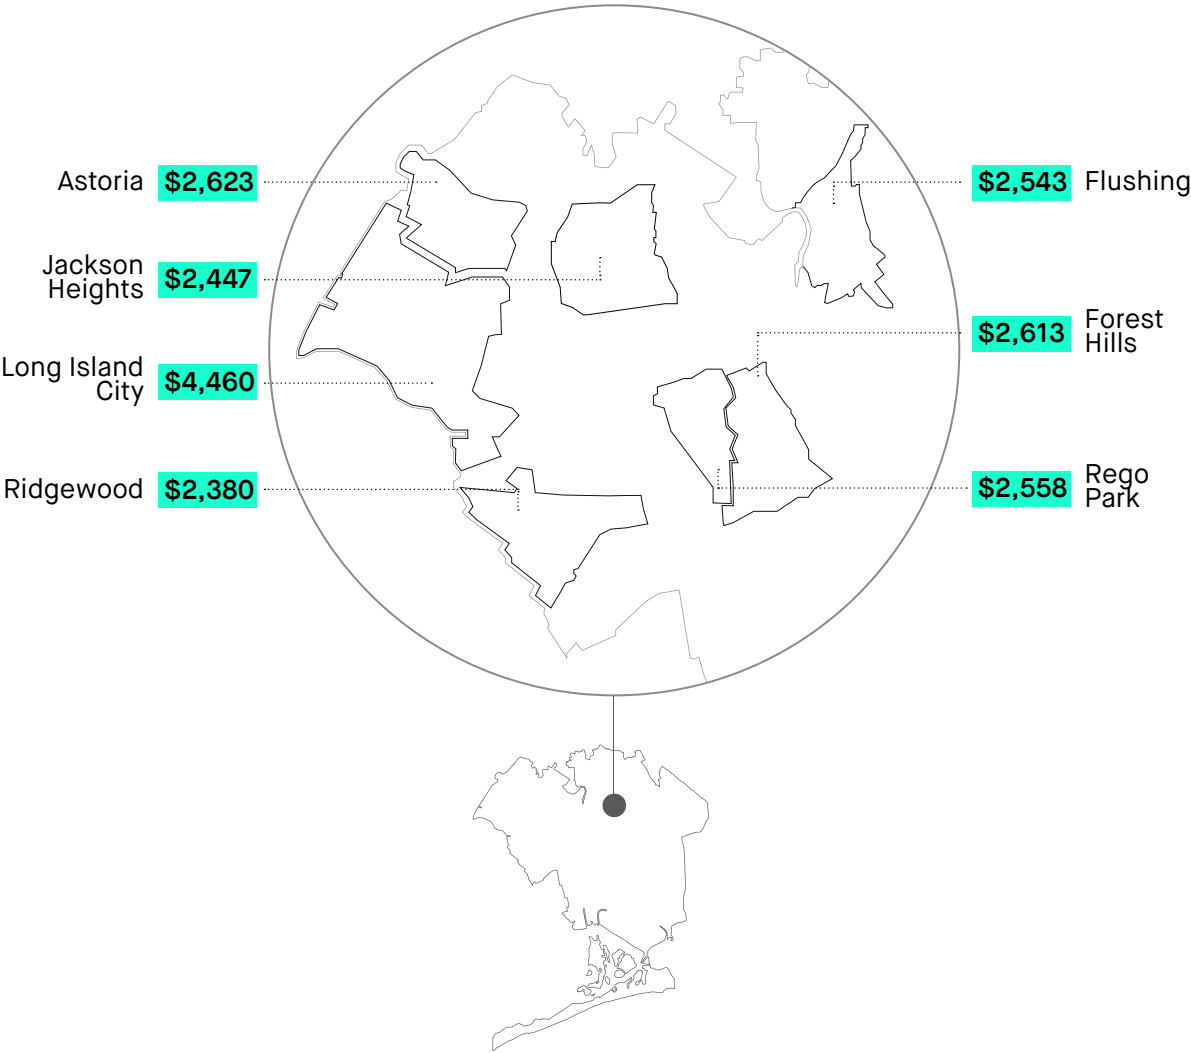 Astoria $2,623
Jackson
Heights $2,447
Long Island
City $4,460
Ridgewood $2,380
$2,543 Flushing
$2,613 Forest
Hills
$2,558 Rego
Park